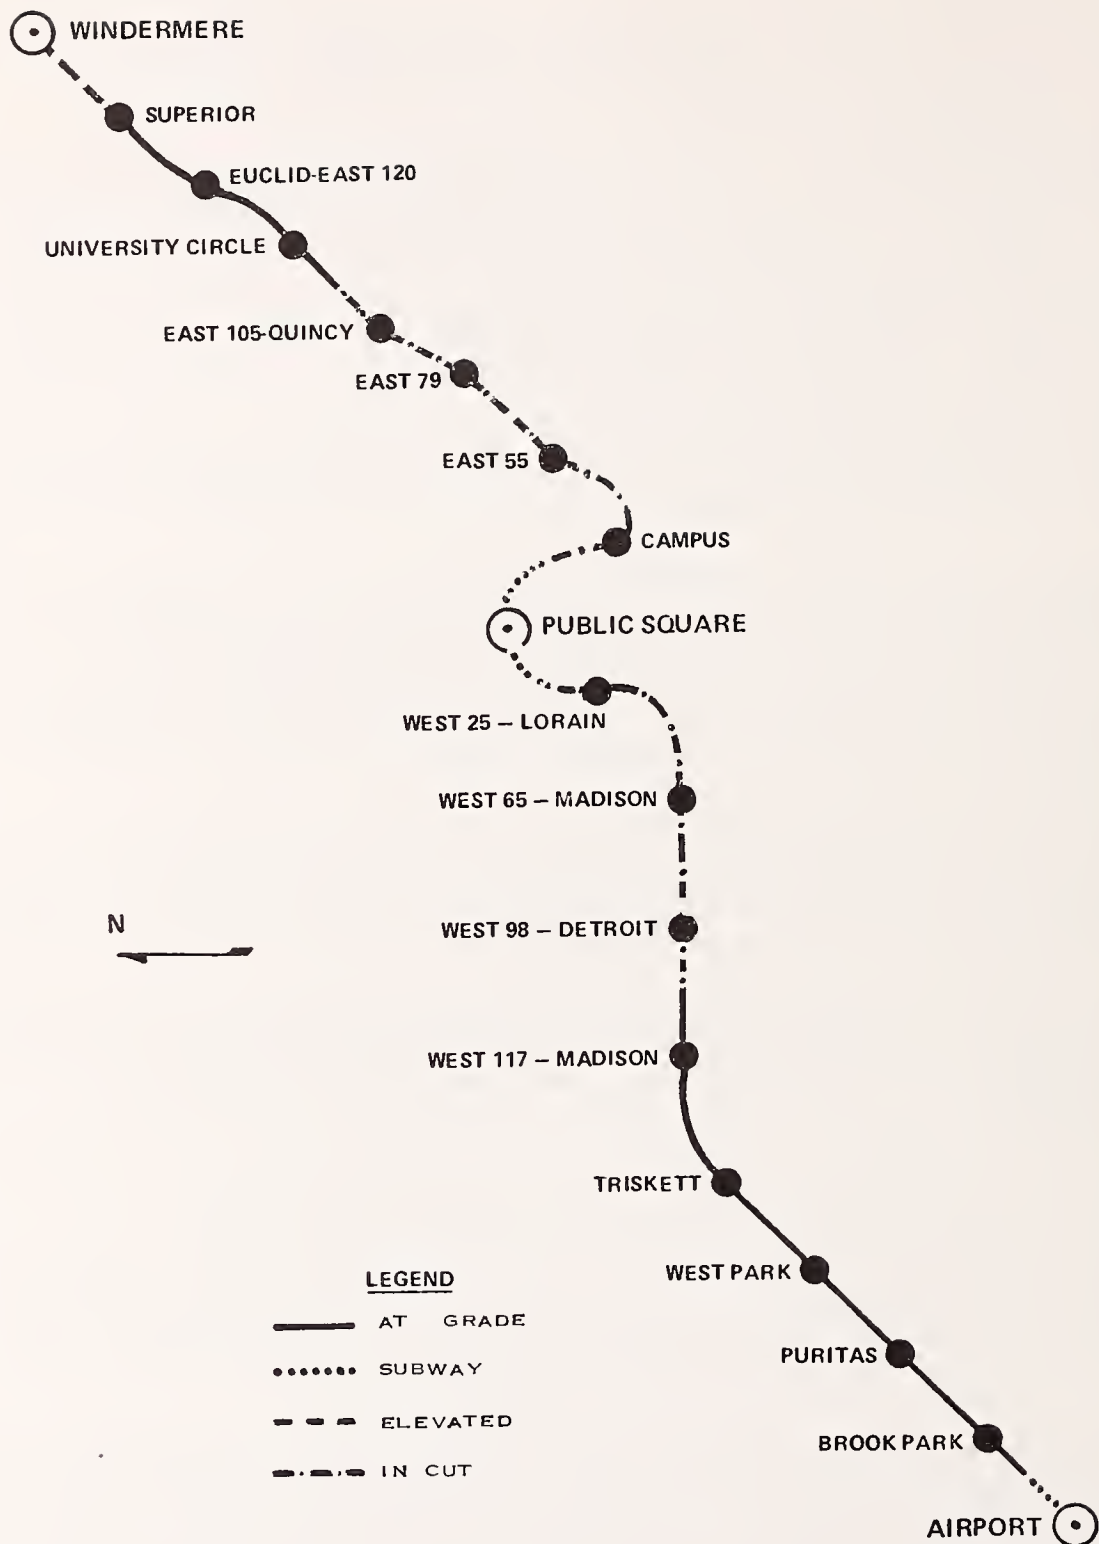 WINDERMERE
SUPERIOR
EUCLID-EAST 120
UNIVERSITY CIRCLE
EAST 105-QUINCY
EAST 79
EAST 55
CAMPUS
PUBLIC SQUARE
WEST 25 – LORAIN
WEST 65 – MADISON
N
WEST 98 – DETROIT
WEST 117 – MADISON
TRISKETT
WEST PARK
PURITAS
BROOK PARK
AIRPORT
LEGEND
AT GRADE
SUBWAY
ELEVATED
IN CUT